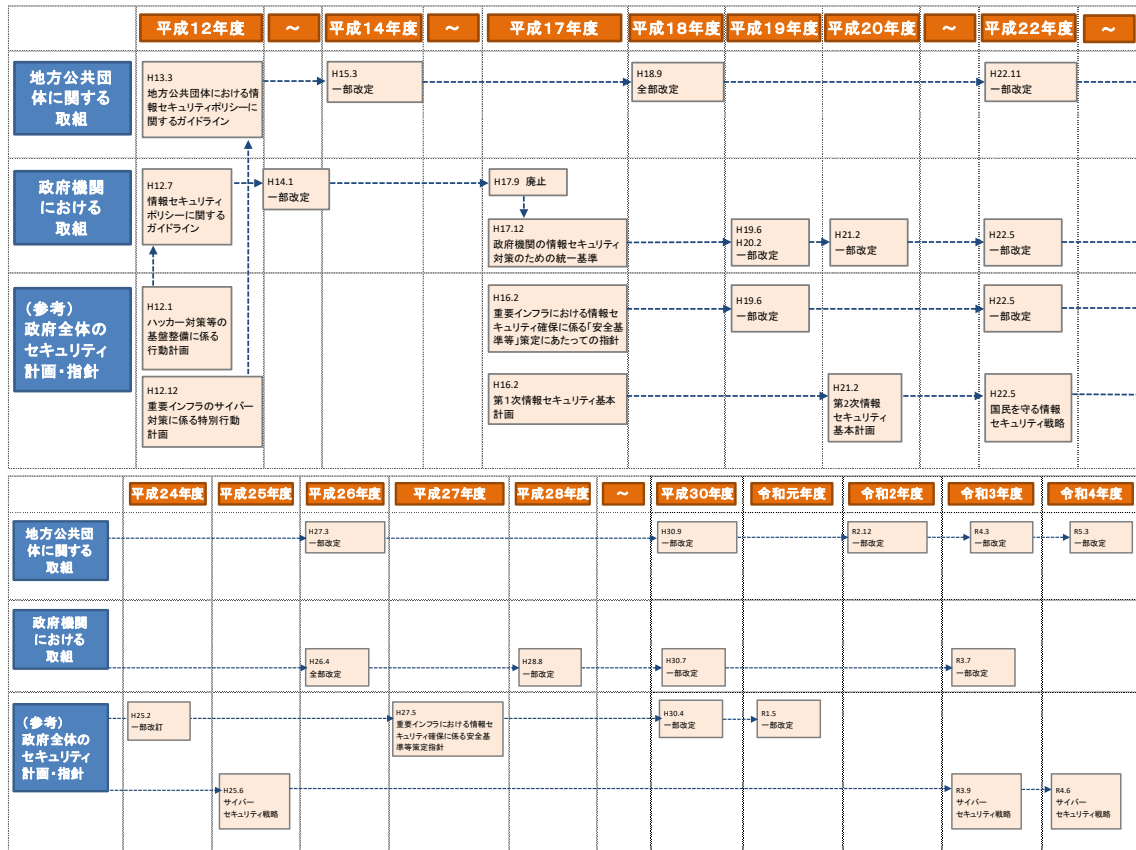 平成12年度
～
平成14年度
～
平成17年度
平成18年度
平成19年度
平成20年度
～
平成22年度
～
地方公共団
体に関する
取組
H13.3
地方公共団体における情
報セキュリティポリシーに
関するガイドライン
H15.3
一部改定
H18.9
全部改定
H22.11
一部改定
政府機関
における
取組
H12.7
情報セキュリティ
ポリシーに関する
ガイドライン
H14.1
一部改定
H17.9 廃止
H17.12
政府機関の情報セキュリティ
対策のための統一基準
H19.6
H20.2
一部改定
H21.2
一部改定
H22.5
一部改定
（参考）
政府全体の
セキュリティ
計画・指針
H12.1
ハッカー対策等の
基盤整備に係る
行動計画
H16.2
重要インフラにおける情報セ
キュリティ確保に係る「安全基
準等」策定にあたっての指針
H19.6
一部改定
H22.5
一部改定
H12.12
重要インフラのサイバー
対策に係る特別行動
計画
H16.2
第1次情報セキュリティ基本
計画
H21.2
第2次情報
セキュリティ
基本計画
H22.5
国民を守る情報
セキュリティ戦略
平成24年度
平成25年度
平成26年度
平成27年度
平成28年度
～
平成30年度
令和元年度
令和2年度
令和3年度
令和4年度
地方公共団
体に関する
取組
H27.3
一部改定
H30.9
一部改定
R2.12
一部改定
R4.3
一部改定
R5.3
一部改定
政府機関
における
取組
H26.4
全部改定
H28.8
一部改定
H30.7
一部改定
R3.7
一部改定
（参考）
政府全体の
セキュリティ
計画・指針
H25.2
一部改訂
H27.5
重要インフラにおける情報セ
キュリティ確保に係る安全基
準等策定指針
H30.4
一部改定
R1.5
一部改定
H25.6
サイバー
セキュリティ戦略
R3.9
サイバー
セキュリティ戦略
R4.6
サイバー
セキュリティ戦略